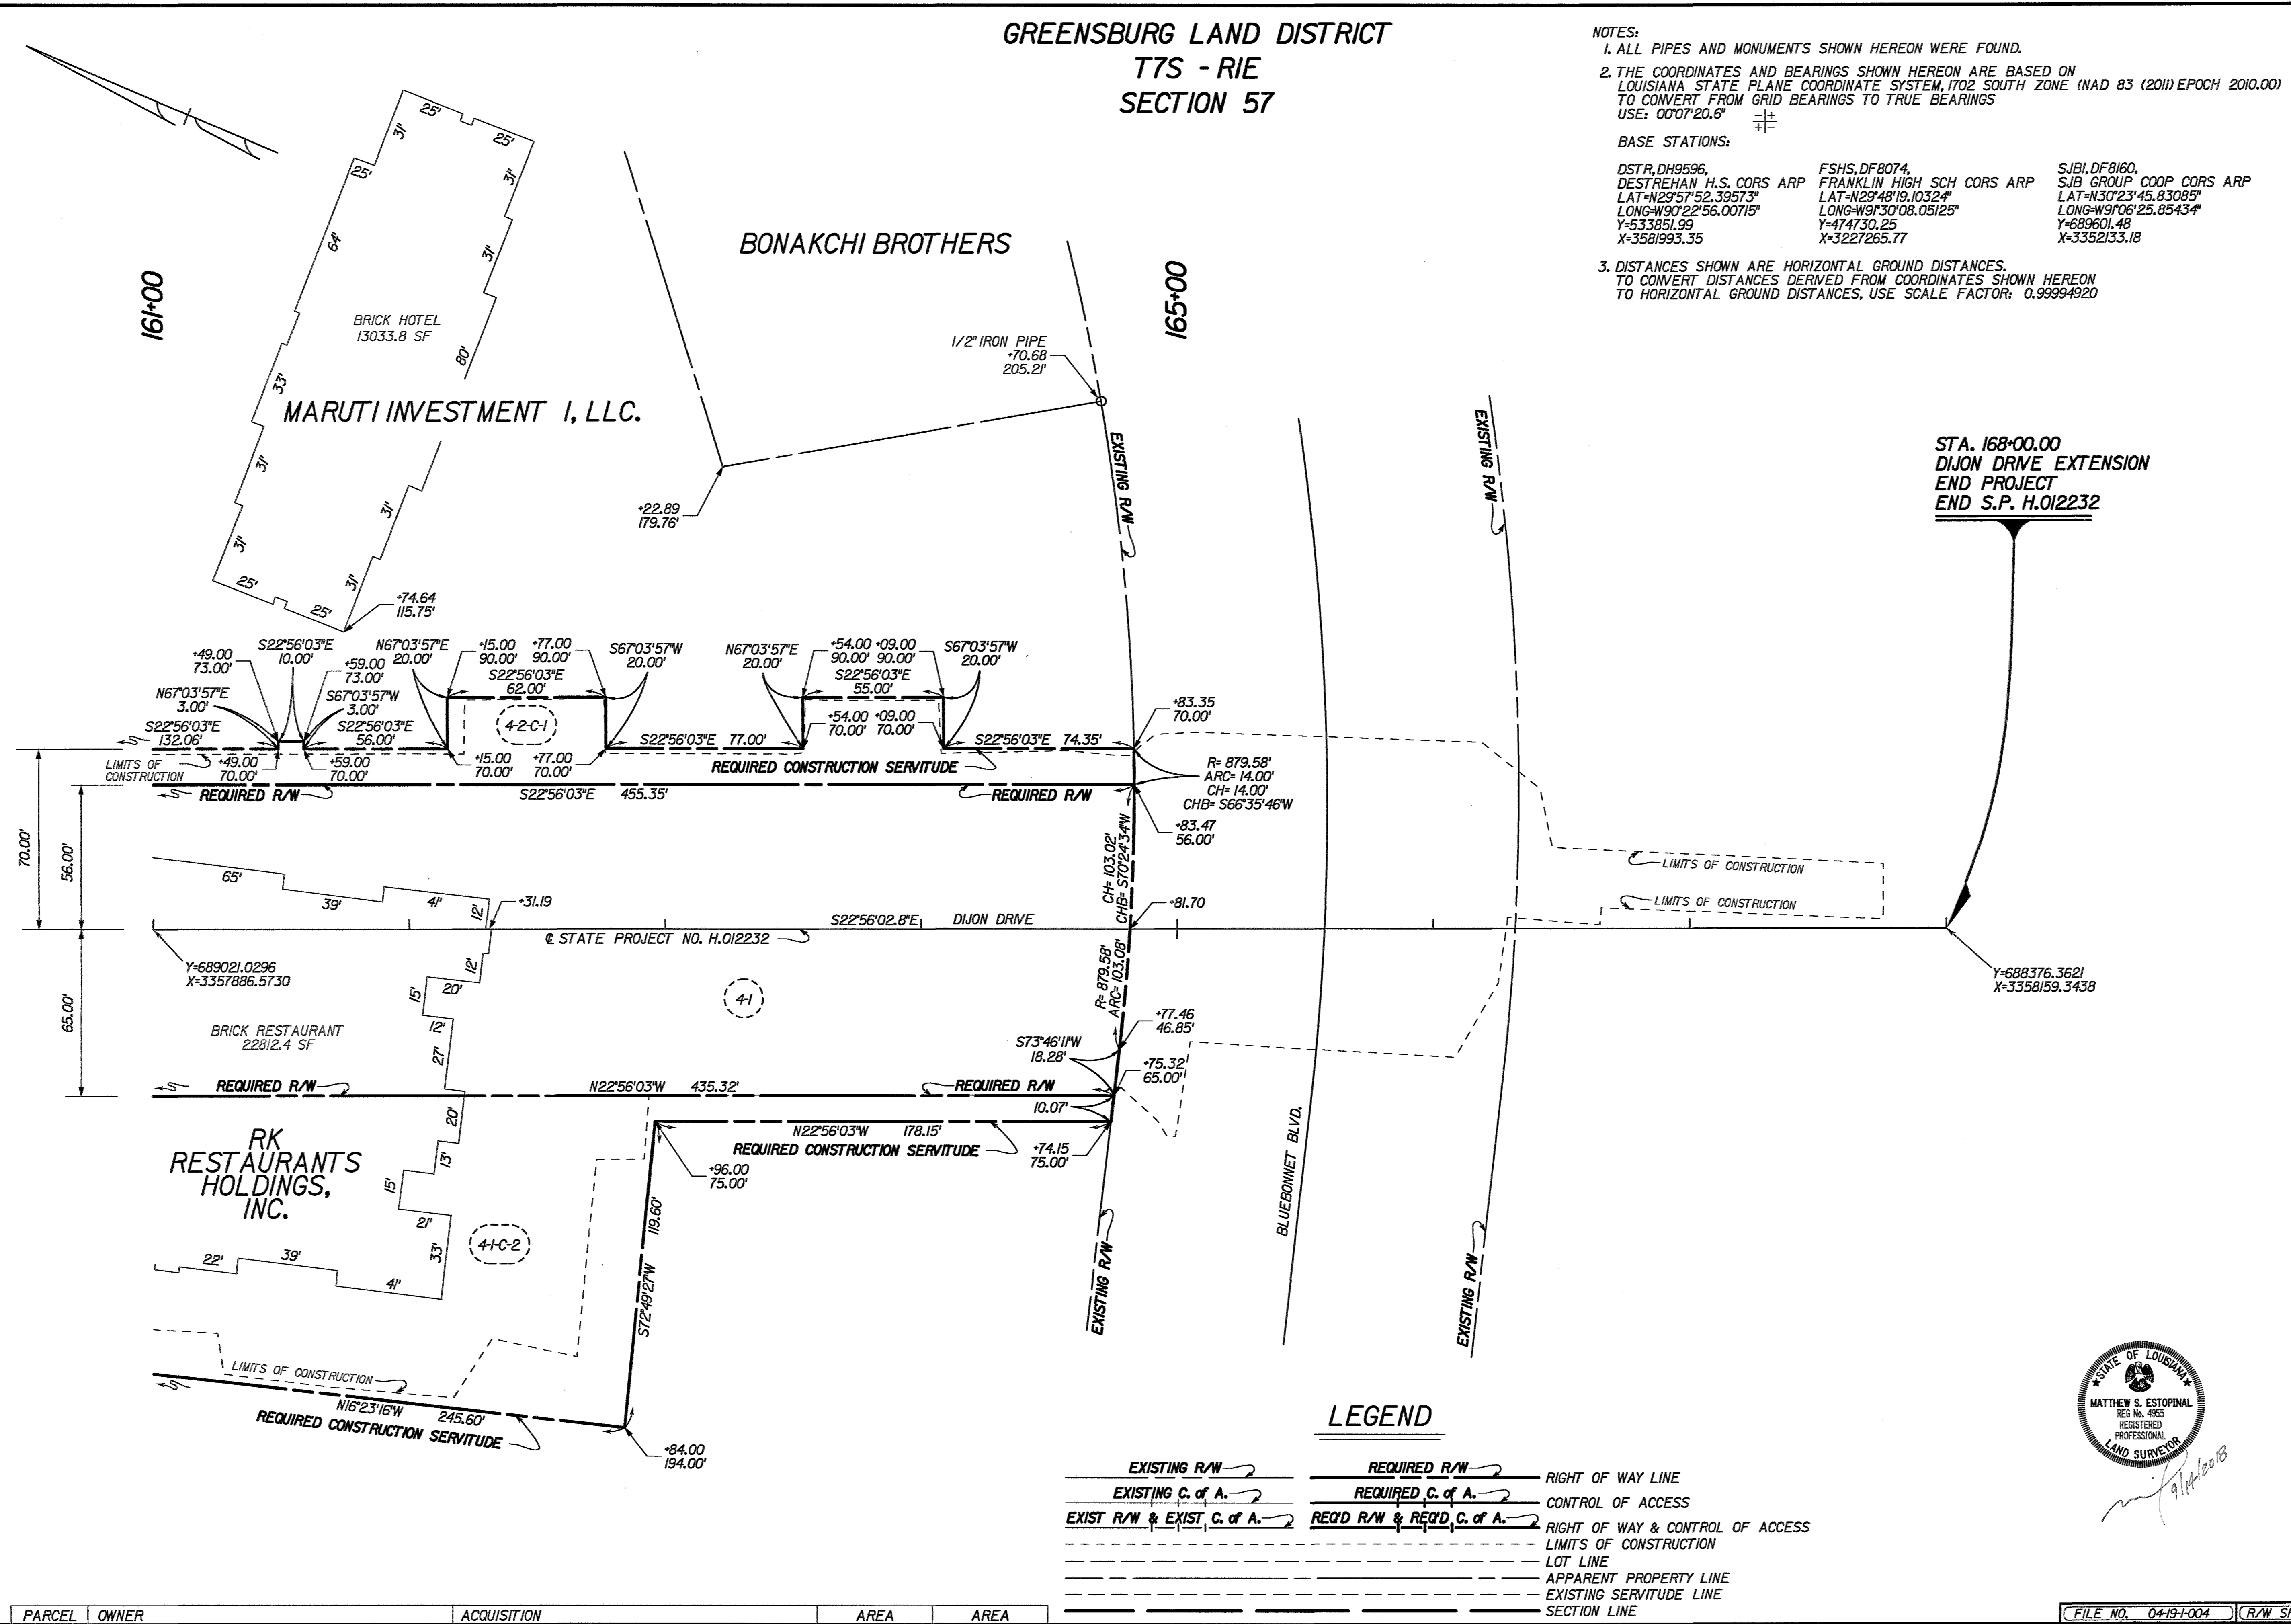 GREENSBURG LAND DISTRICT
T7S - R1E
SECTION 57
NOTES:
1. ALL PIPES AND MONUMENTS SHOWN HEREON WERE FOUND.
2. THE COORDINATES AND BEARINGS SHOWN HEREON ARE BASED ON
LOUISIANA STATE PLANE COORDINATE SYSTEM, 1702 SOUTH ZONE (NAD 83 (2011) EPOCH 2010.00)
TO CONVERT FROM GRID BEARINGS TO TRUE BEARINGS
USE: 00°07'20.6"
-|+
+|-
BASE STATIONS:
DSTR, DH9596,
DESTREHAN H.S. CORS ARP
LAT=N29°57'52.39573"
LONG=W90°22'56.00715"
Y=533851.99
X=3581993.35
FSHS, DF8074,
FRANKLIN HIGH SCH CORS ARP
LAT=N29°48'19.10324"
LONG=W91°30'08.05125"
Y=474730.25
X=3227265.77
SJB1, DF8160,
SJB GROUP COOP CORS ARP
LAT=N30°23'45.83085"
LONG=W91°06'25.85434"
Y=689601.48
X=3352133.18
3. DISTANCES SHOWN ARE HORIZONTAL GROUND DISTANCES.
TO CONVERT DISTANCES DERIVED FROM COORDINATES SHOWN HEREON
TO HORIZONTAL GROUND DISTANCES, USE SCALE FACTOR: 0.99994920
161+00
165+00
BONAKCHI BROTHERS
25'
25'
31'
25'
31'
64'
31'
80'
33'
31'
31'
31'
31'
25'
25'
BRICK HOTEL
13033.8 SF
MARUTI INVESTMENT 1, LLC.
1/2" IRON PIPE
+70.68
205.21'
+22.89
179.76'
EXISTING R/W
EXISTING R/W
STA. 168+00.00
DIJON DRIVE EXTENSION
END PROJECT
END S.P. H.012232
+74.64
115.75'
+49.00
73.00'
S22°56'03"E
10.00'
+59.00
73.00'
N67°03'57"E
20.00'
+15.00
90.00'
+77.00
90.00'
S67°03'57"W
20.00'
N67°03'57"E
20.00'
+54.00 +09.00
90.00' 90.00'
S67°03'57"W
20.00'
N67°03'57"E
3.00'
S67°03'57"W
3.00'
S22°56'03"E
62.00'
S22°56'03"E
55.00'
S22°56'03"E
132.06'
S22°56'03"E
56.00'
4-2-C-1
+54.00 +09.00
70.00' 70.00'
+83.35
70.00'
S22°56'03"E 77.00'
S22°56'03"E 74.35'
LIMITS OF
CONSTRUCTION
+49.00
70.00'
+59.00
70.00'
+15.00
70.00'
+77.00
70.00'
REQUIRED CONSTRUCTION SERVITUDE
R= 879.58'
ARC= 14.00'
CH= 14.00'
CHB= S66°35'46"W
REQUIRED R/W
S22°56'03"E 455.35'
REQUIRED R/W
+83.47
56.00'
70.00'
56.00'
65.00'
CH= 103.02'
CHB= S70°24'34"W
LIMITS OF CONSTRUCTION
LIMITS OF CONSTRUCTION
65'
39'
41'
12'
+31.19
+81.70
S22°56'02.8"E DIJON DRIVE
℄ STATE PROJECT NO. H.012232
Y=689021.0296
X=3357886.5730
Y=688376.3621
X=3358159.3438
R= 879.58'
ARC= 103.08'
12'
20'
15'
12'
27'
4-1
BRICK RESTAURANT
22812.4 SF
+77.46
46.85'
S73°46'11"W
18.28'
+75.32'
65.00'
REQUIRED R/W
N22°56'03"W 435.32'
REQUIRED R/W
10.07'
N22°56'03"W 178.15'
REQUIRED CONSTRUCTION SERVITUDE
+74.15
75.00'
+96.00
75.00'
RK
RESTAURANTS
HOLDINGS,
INC.
20'
13'
15'
21'
33'
22'
39'
41'
4-1-C-2
119.60'
S72°49'27"W
BLUEBONNET BLVD.
EXISTING R/W
EXISTING R/W
LIMITS OF CONSTRUCTION
N16°23'16"W 245.60'
REQUIRED CONSTRUCTION SERVITUDE
+84.00
194.00'
LEGEND
EXISTING R/W REQUIRED R/W RIGHT OF WAY LINE
EXISTING C. of A. REQUIRED C. of A. CONTROL OF ACCESS
EXIST R/W & EXIST C. of A. REQ'D R/W & REQ'D C. of A. RIGHT OF WAY & CONTROL OF ACCESS
LIMITS OF CONSTRUCTION
LOT LINE
APPARENT PROPERTY LINE
EXISTING SERVITUDE LINE
SECTION LINE
STATE OF LOUISIANA
MATTHEW S. ESTOPINAL
REG No. 4955
REGISTERED
PROFESSIONAL
LAND SURVEYOR
9/14/2018
PARCEL OWNER ACQUISITION AREA AREA
FILE NO. 04-19-1-004 R/W